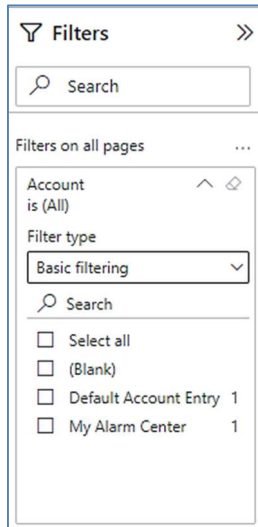 Filters
Search
Filters on all pages ...
Account
is (All)
Filter type
Basic filtering
Search
Select all
(Blank)
Default Account Entry 1
My Alarm Center 1